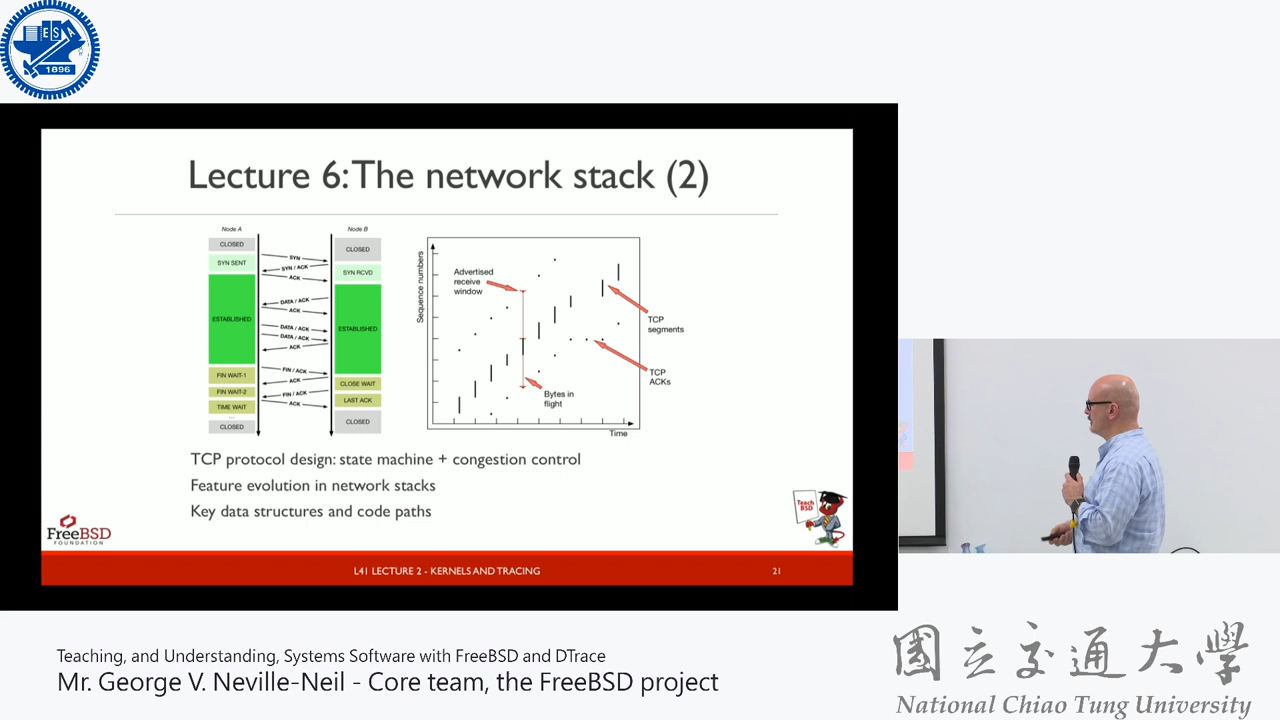 1896
Lecture 6: The network stack (2)
Node A
Node B
CLOSED
SYN SENT
ESTABLISHED
FIN WAIT-1
FIN WAIT-2
TIME WAIT
...
CLOSED
SYN
SYN / ACK
ACK
DATA / ACK
ACK
DATA / ACK
DATA / ACK
ACK
FIN / ACK
ACK
FIN / ACK
ACK
CLOSED
SYN RCVD
ESTABLISHED
CLOSE WAIT
LAST ACK
CLOSED
Sequence numbers
Advertised
receive
window
TCP
segments
TCP
ACKs
Bytes in
flight
Time
TCP protocol design: state machine + congestion control
Feature evolution in network stacks
Key data structures and code paths
FreeBSD
FOUNDATION
Teach
BSD
L41 LECTURE 2 - KERNELS AND TRACING
21
Teaching, and Understanding, Systems Software with FreeBSD and DTrace
Mr. George V. Neville-Neil - Core team, the FreeBSD project
國立交通大學
National Chiao Tung University